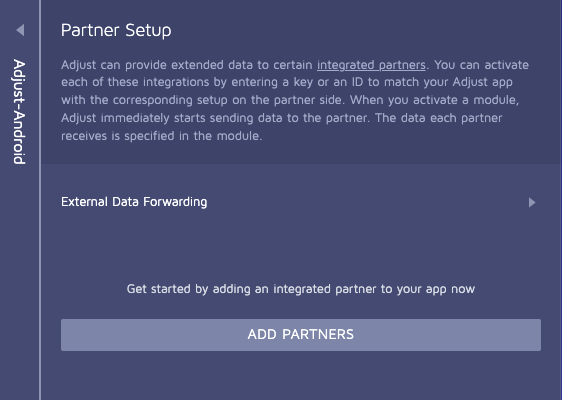 Partner Setup
Adjust can provide extended data to certain integrated partners. You can activate
each of these integrations by entering a key or an ID to match your Adjust app
with the corresponding setup on the partner side. When you activate a module,
Adjust immediately starts sending data to the partner. The data each partner
receives is specified in the module.
Adjust-Android
External Data Forwarding
Get started by adding an integrated partner to your app now
ADD PARTNERS